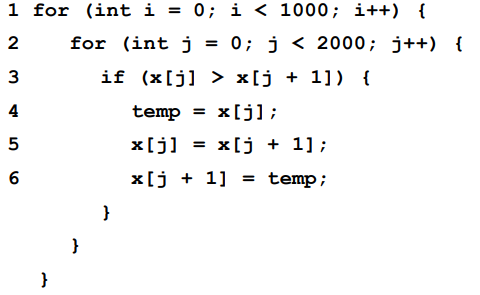 1 for (int i = 0; i < 1000; i++) {
2 for (int j = 0; j < 2000; j++) {
3 if (x[j] > x[j + 1]) {
4 temp = x[j];
5 x[j] = x[j + 1];
6 x[j + 1] = temp;
}
}
}